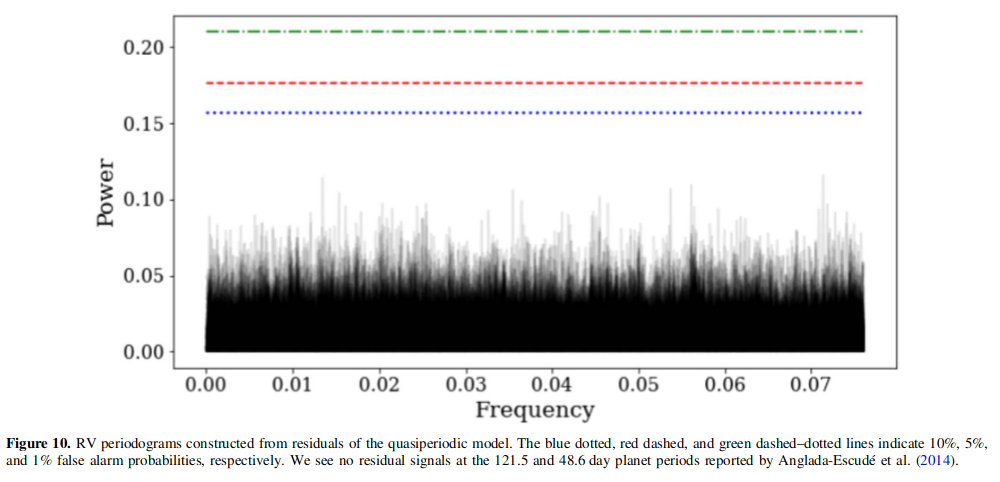 0.20
0.15
0.10
0.05
0.00
Power
0.00 0.01 0.02 0.03 0.04 0.05 0.06 0.07
Frequency
Figure 10. RV periodograms constructed from residuals of the quasiperiodic model. The blue dotted, red dashed, and green dashed–dotted lines indicate 10%, 5%,
and 1% false alarm probabilities, respectively. We see no residual signals at the 121.5 and 48.6 day planet periods reported by Anglada-Escudé et al. (2014).